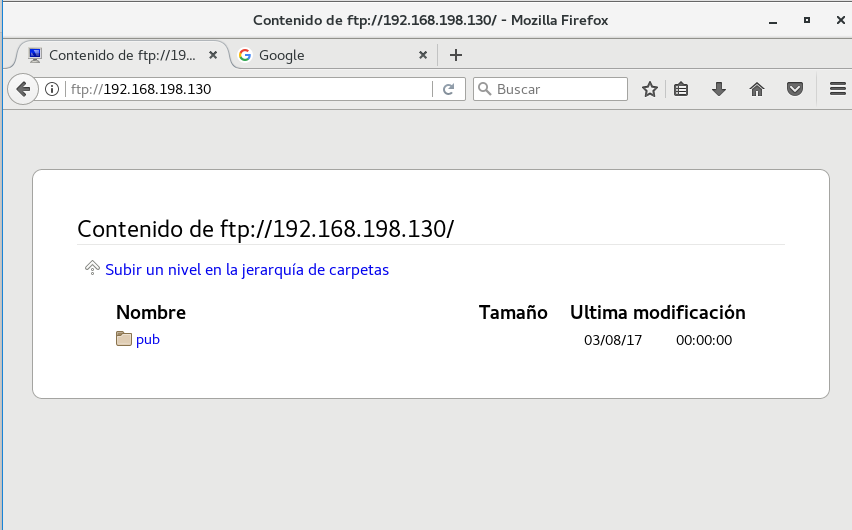 Contenido de ftp://192.168.198.130/ - Mozilla Firefox
Contenido de ftp://19... Google
ftp://192.168.198.130 Buscar
Contenido de ftp://192.168.198.130/
Subir un nivel en la jerarquía de carpetas
Nombre Tamaño Ultima modificación
pub 03/08/17 00:00:00